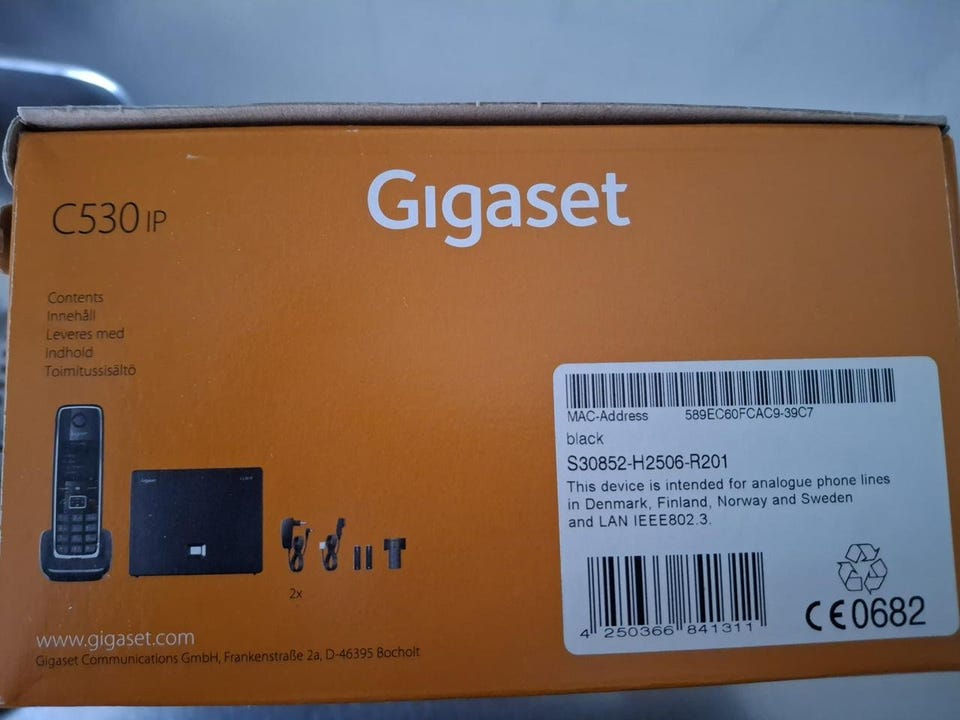 Gigaset
C530 IP
Contents
Innehåll
Leveres med
Indhold
Toimitussisältö
2x
www.gigaset.com
Gigaset Communications GmbH, Frankenstraße 2a, D-46395 Bocholt
MAC-Address 589EC60FCAC9-39C7
black
S30852-H2506-R201
This device is intended for analogue phone lines
in Denmark, Finland, Norway and Sweden
and LAN IEEE802.3.
4 250366 841311
CE0682